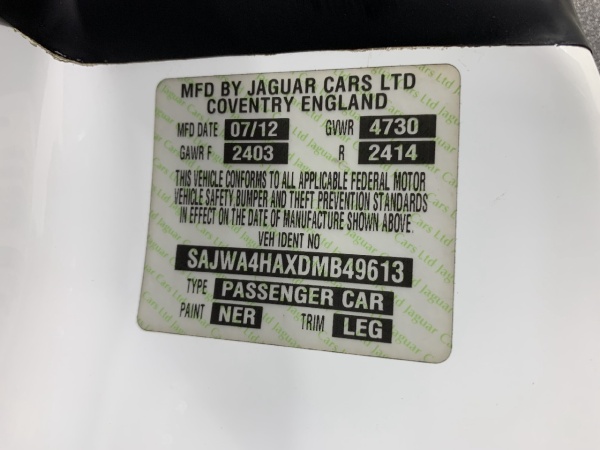 MFD BY JAGUAR CARS LTD
COVENTRY ENGLAND
MFD DATE 07/12 GVWR 4730
GAWR F 2403 R 2414
THIS VEHICLE CONFORMS TO ALL APPLICABLE FEDERAL MOTOR
VEHICLE SAFETY BUMPER AND THEFT PREVENTION STANDARDS
IN EFFECT ON THE DATE OF MANUFACTURE SHOWN ABOVE.
VEH IDENT NO
SAJWA4HAXDMB49613
TYPE PASSENGER CAR
PAINT NER TRIM LEG